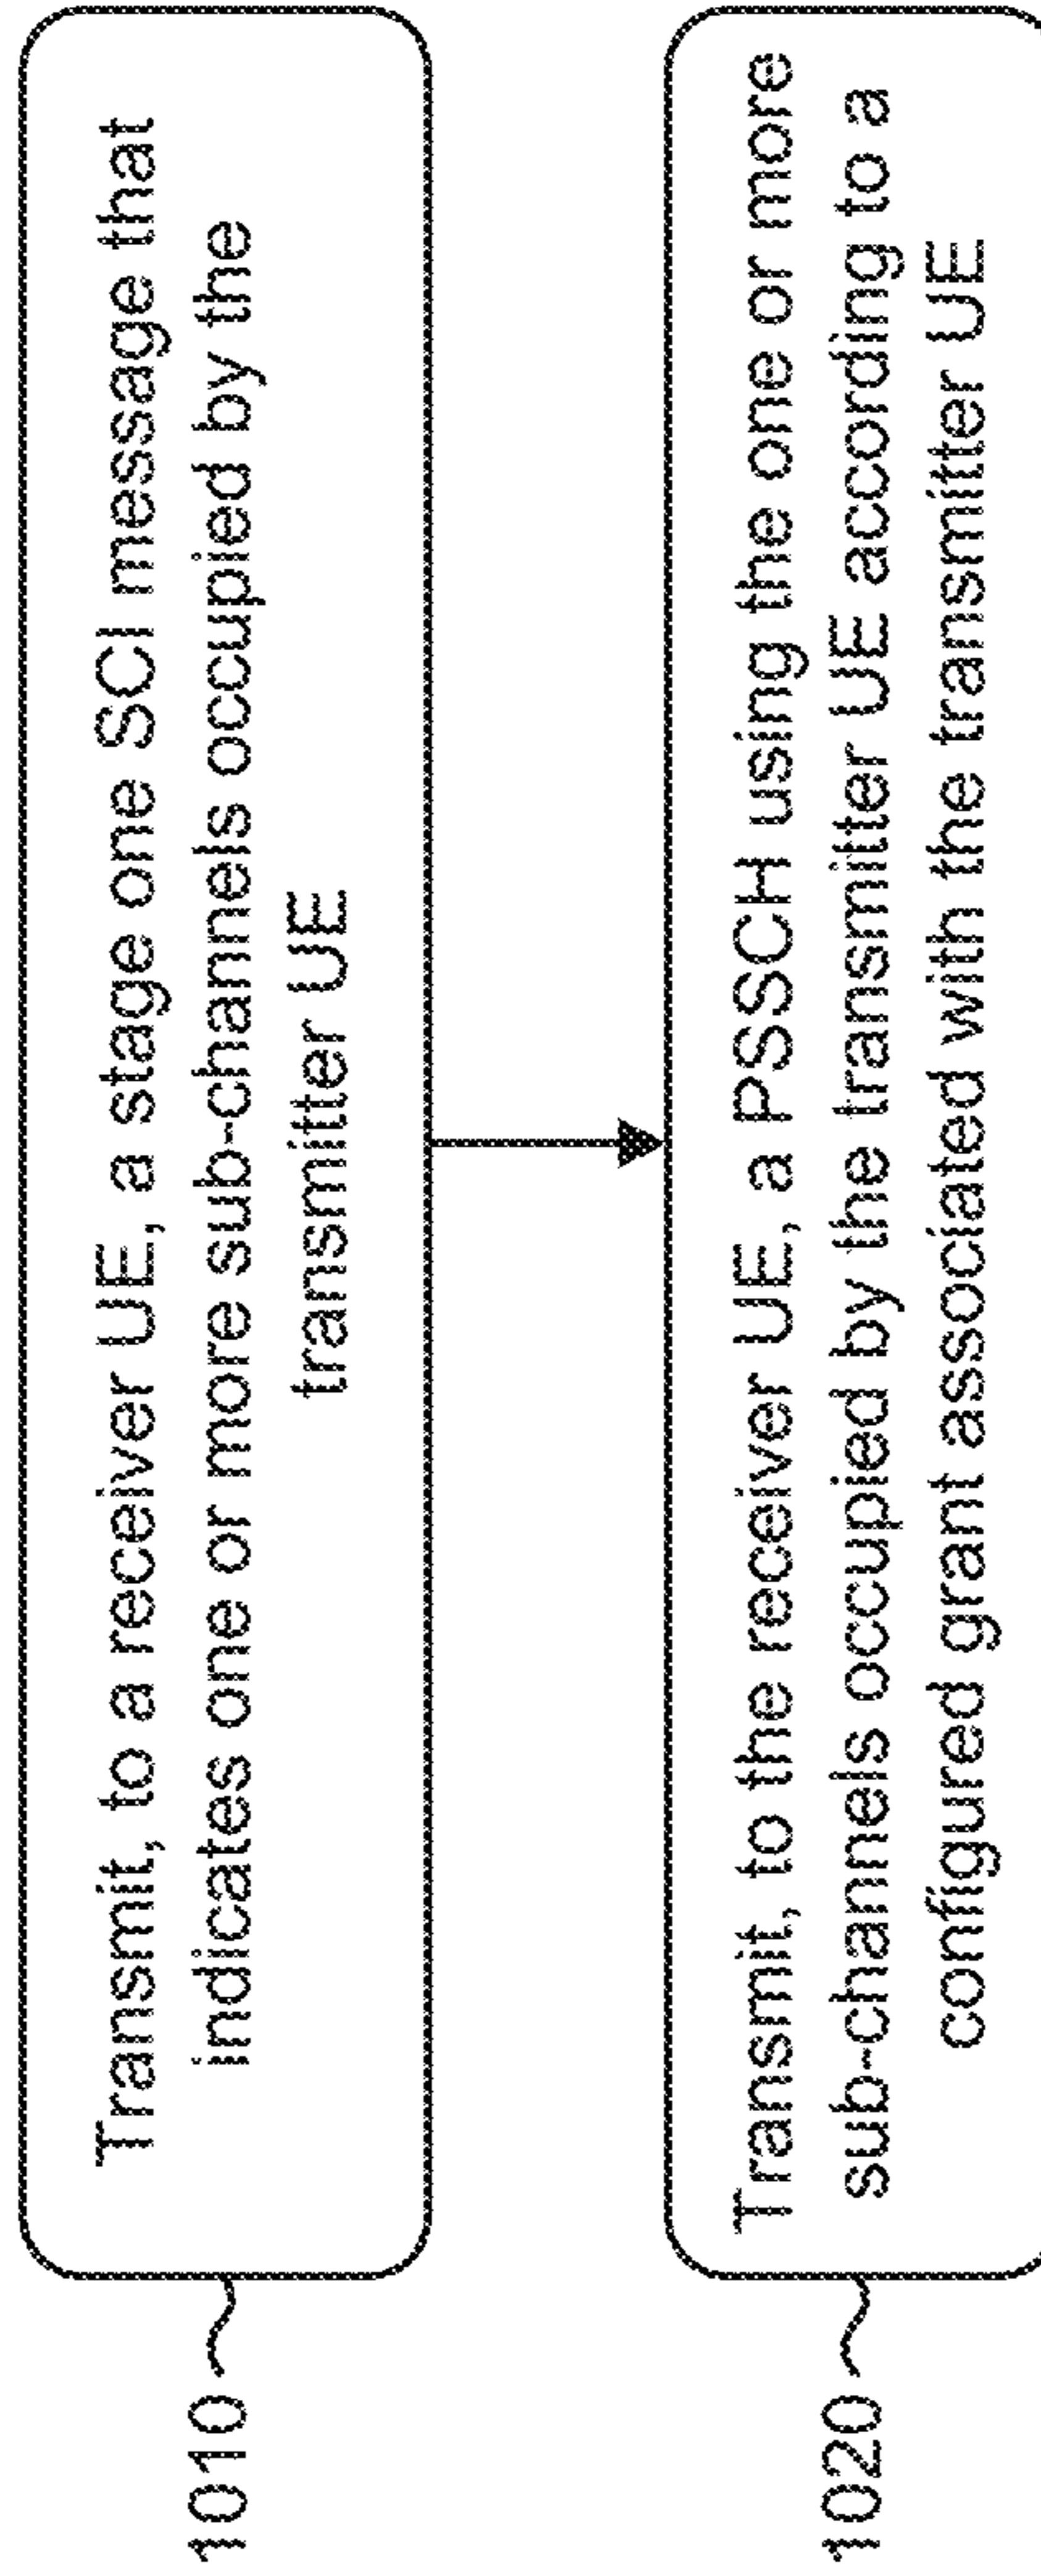 1010
Transmit, to a receiver UE, a stage one SCI message that
indicates one or more sub-channels occupied by the
transmitter UE
1020
Transmit, to the receiver UE, a PSSCH using the one or more
sub-channels occupied by the transmitter UE according to a
configured grant associated with the transmitter UE